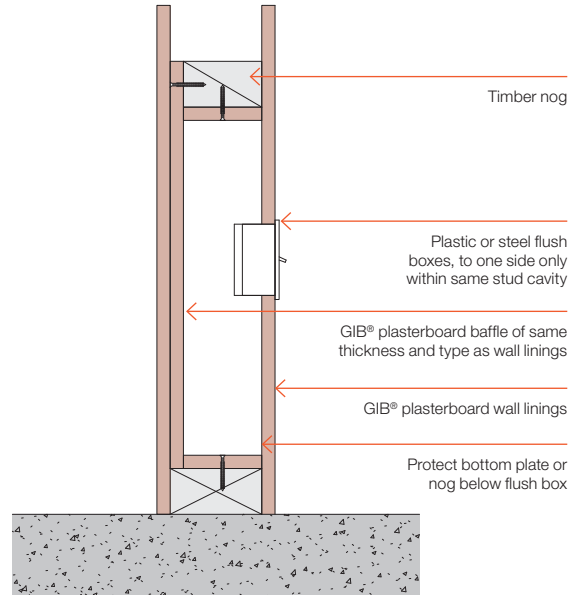 Timber nog
Plastic or steel flush
boxes, to one side only
within same stud cavity
GIB® plasterboard baffle of same
thickness and type as wall linings
GIB® plasterboard wall linings
Protect bottom plate or
nog below flush box